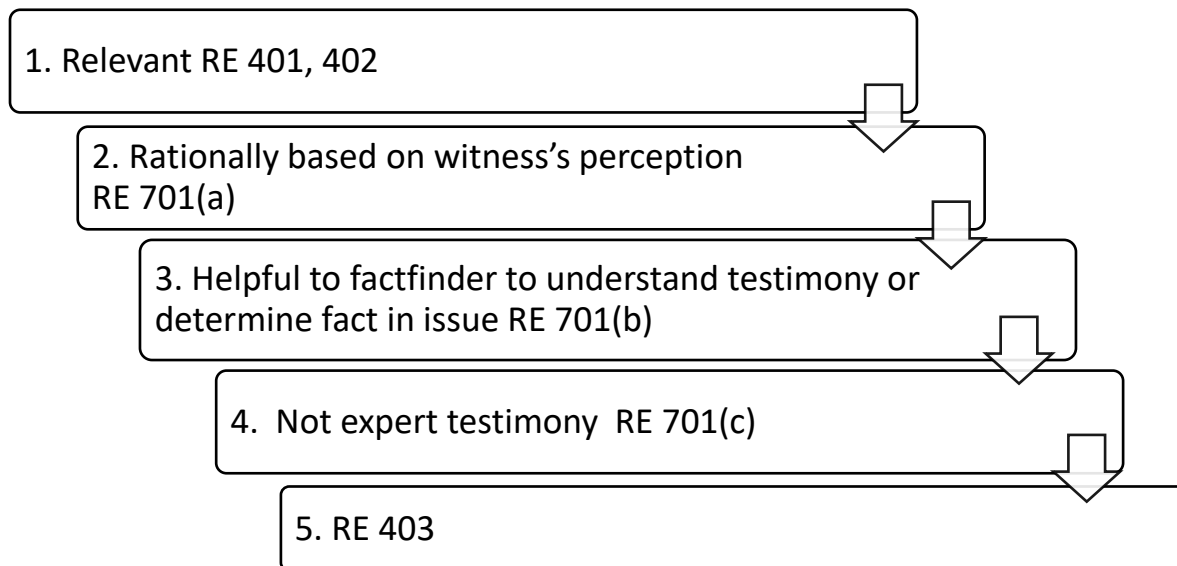 1. Relevant RE 401, 402
2. Rationally based on witness’s perception
RE 701(a)
3. Helpful to factfinder to understand testimony or
determine fact in issue RE 701(b)
4.  Not expert testimony  RE 701(c)
5. RE 403